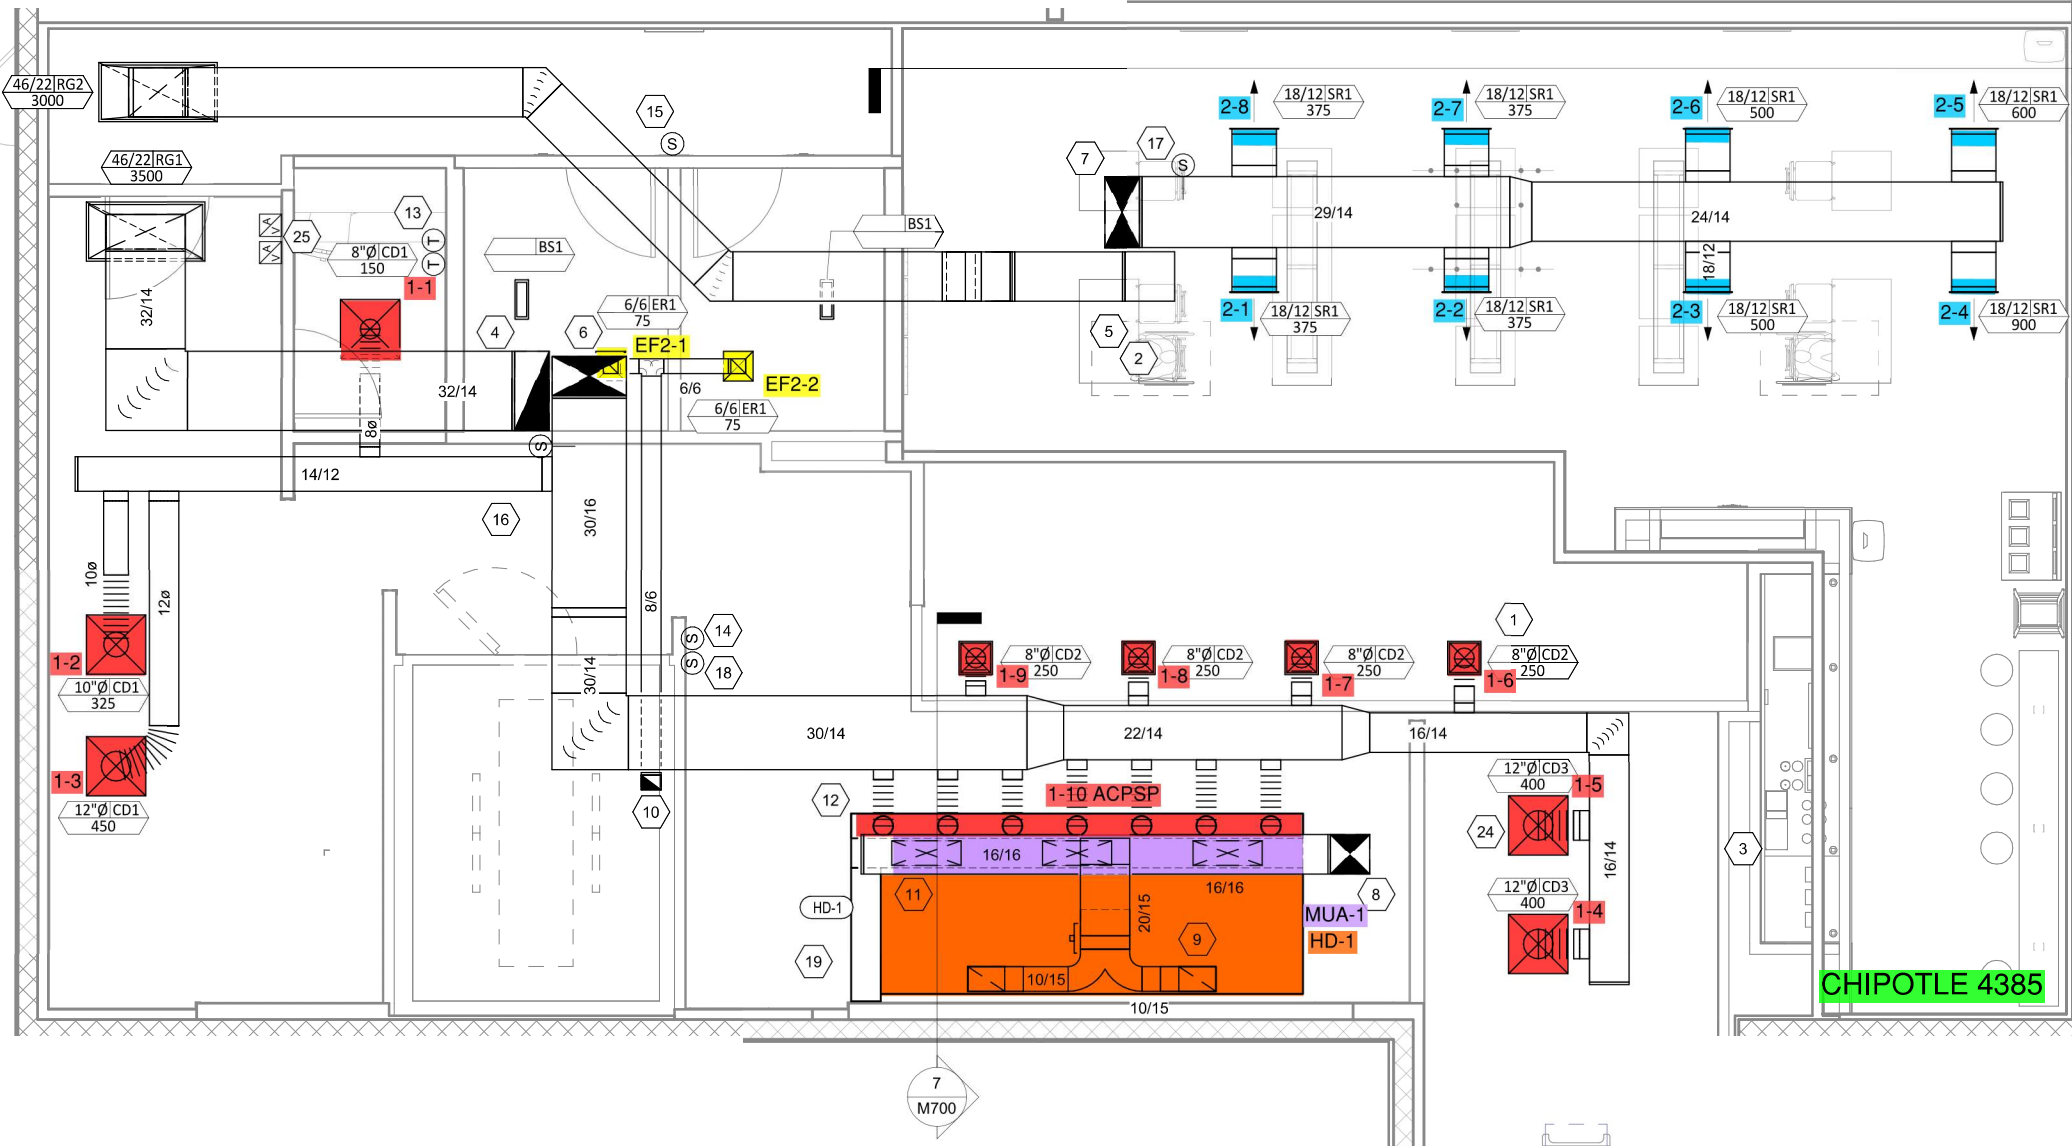 46/22 RG2
3000
46/22 RG1
3500
15
S
7
17
S
2-8
18/12 SR1
375
2-7
18/12 SR1
375
2-6
18/12 SR1
500
2-5
18/12 SR1
600
29/14
24/14
18/12
2-1
18/12 SR1
375
2-2
18/12 SR1
375
2-3
18/12 SR1
500
2-4
18/12 SR1
900
V A
V A
25
13
T
T
8"Ø CD1
150
1-1
BS1
BS1
6/6 ER1
75
4
6
5
2
EF2-1
EF2-2
6/6
6/6 ER1
75
32/14
32/14
8ø
S
14/12
16
30/16
10ø
12ø
8/6
30/14
S
14
S
18
1
1-2
10"Ø CD1
325
1-3
12"Ø CD1
450
10
8"Ø CD2
250
1-9
8"Ø CD2
250
1-8
8"Ø CD2
250
1-7
8"Ø CD2
250
1-6
30/14
22/14
16/14
12
1-10 ACPSP
12"Ø CD3
400
1-5
24
16/14
3
16/16
16/16
11
8
HD-1
20/15
12"Ø CD3
400
1-4
MUA-1
HD-1
9
19
10/15
10/15
CHIPOTLE 4385
7
M700